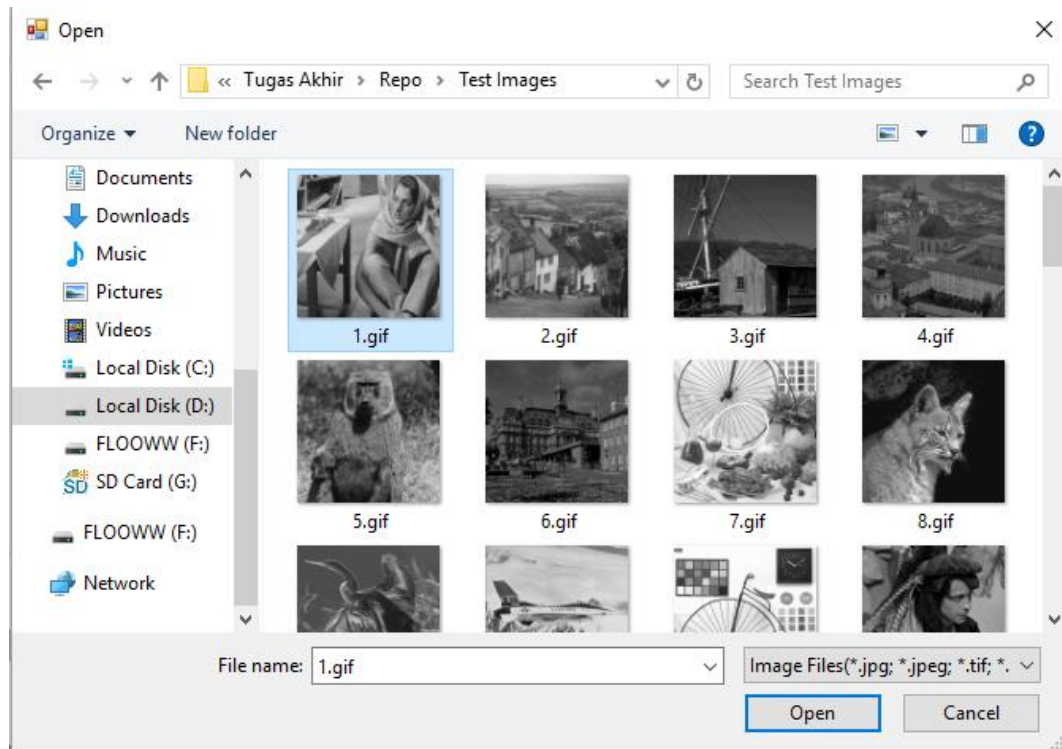 Open
« Tugas Akhir > Repo > Test Images
Search Test Images
Organize
New folder
Documents
Downloads
Music
Pictures
Videos
Local Disk (C:)
Local Disk (D:)
FLOOWW (F:)
SD Card (G:)
FLOOWW (F:)
Network
1.gif 2.gif 3.gif 4.gif
5.gif 6.gif 7.gif 8.gif
File name: 1.gif
Image Files(*.jpg; *.jpeg; *.tif; *.
Open Cancel